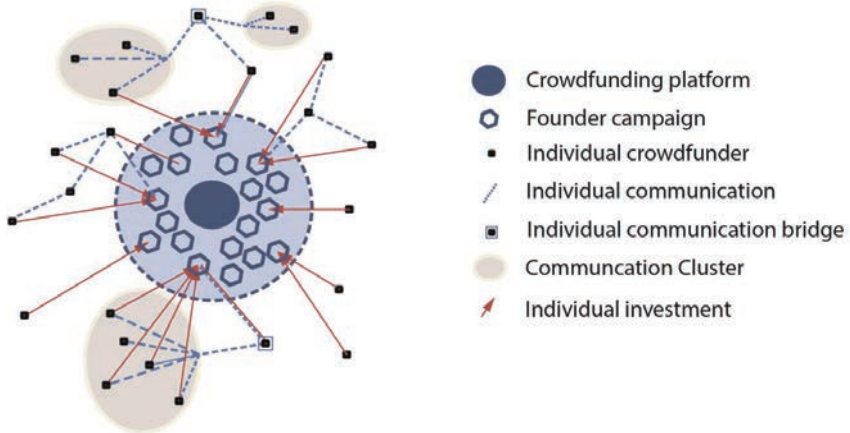 Crowdfunding platform
Founder campaign
Individual crowdfunder
Individual communication
Individual communication bridge
Communcation Cluster
Individual investment